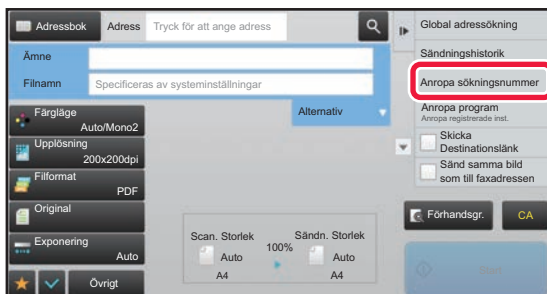 Adressbok
Adress
Tryck för att ange adress
Ämne
Filnamn
Specificeras av systeminställningar
Alternativ
Färgläge
Auto/Mono2
Upplösning
200x200dpi
Filformat
PDF
Original
Exponering
Auto
Övrigt
Scan. Storlek
Auto
A4
100%
Sändn. Storlek
Auto
A4
Global adressökning
Sändningshistorik
Anropa sökningsnummer
Anropa program
Anropa registrerade inst.
Skicka
Destinationslänk
Sänd samma bild
som till faxadressen
Förhandsgr.
CA
Start